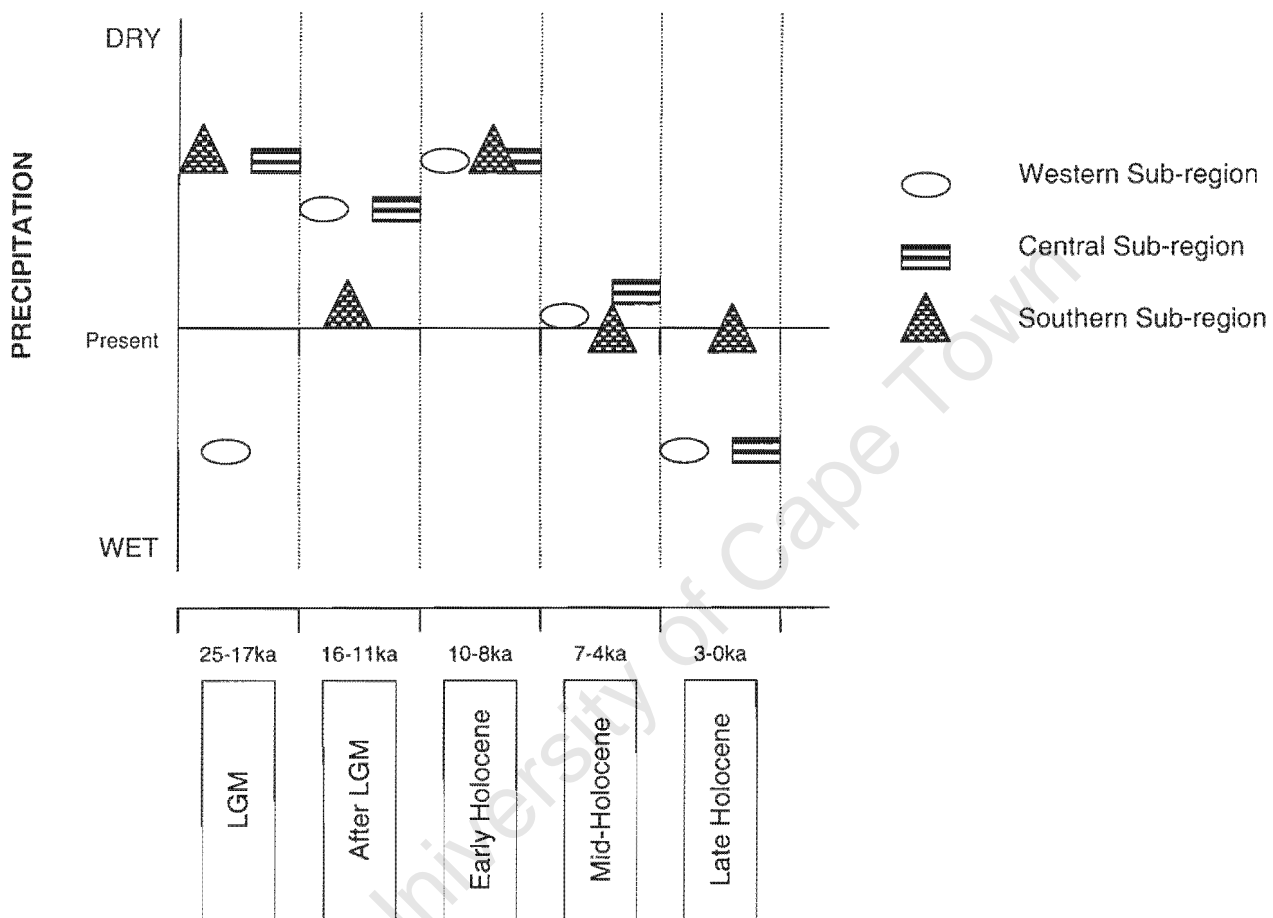 DRY
PRECIPITATION
Present
WET
Western Sub-region
Central Sub-region
Southern Sub-region
25-17ka
16-11ka
10-8ka
7-4ka
3-0ka
LGM
After LGM
Early Holocene
Mid-Holocene
Late Holocene
University of Cape Town